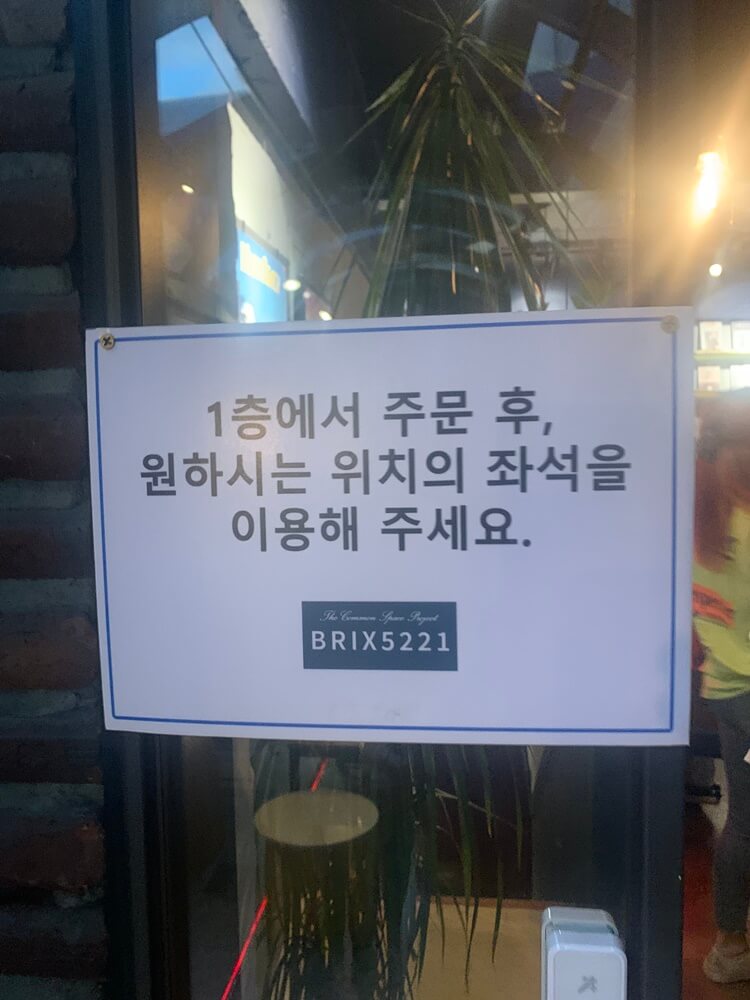 1층에서 주문 후,
원하시는 위치의 좌석을
이용해 주세요.
The Common Space Project
BRIX5221